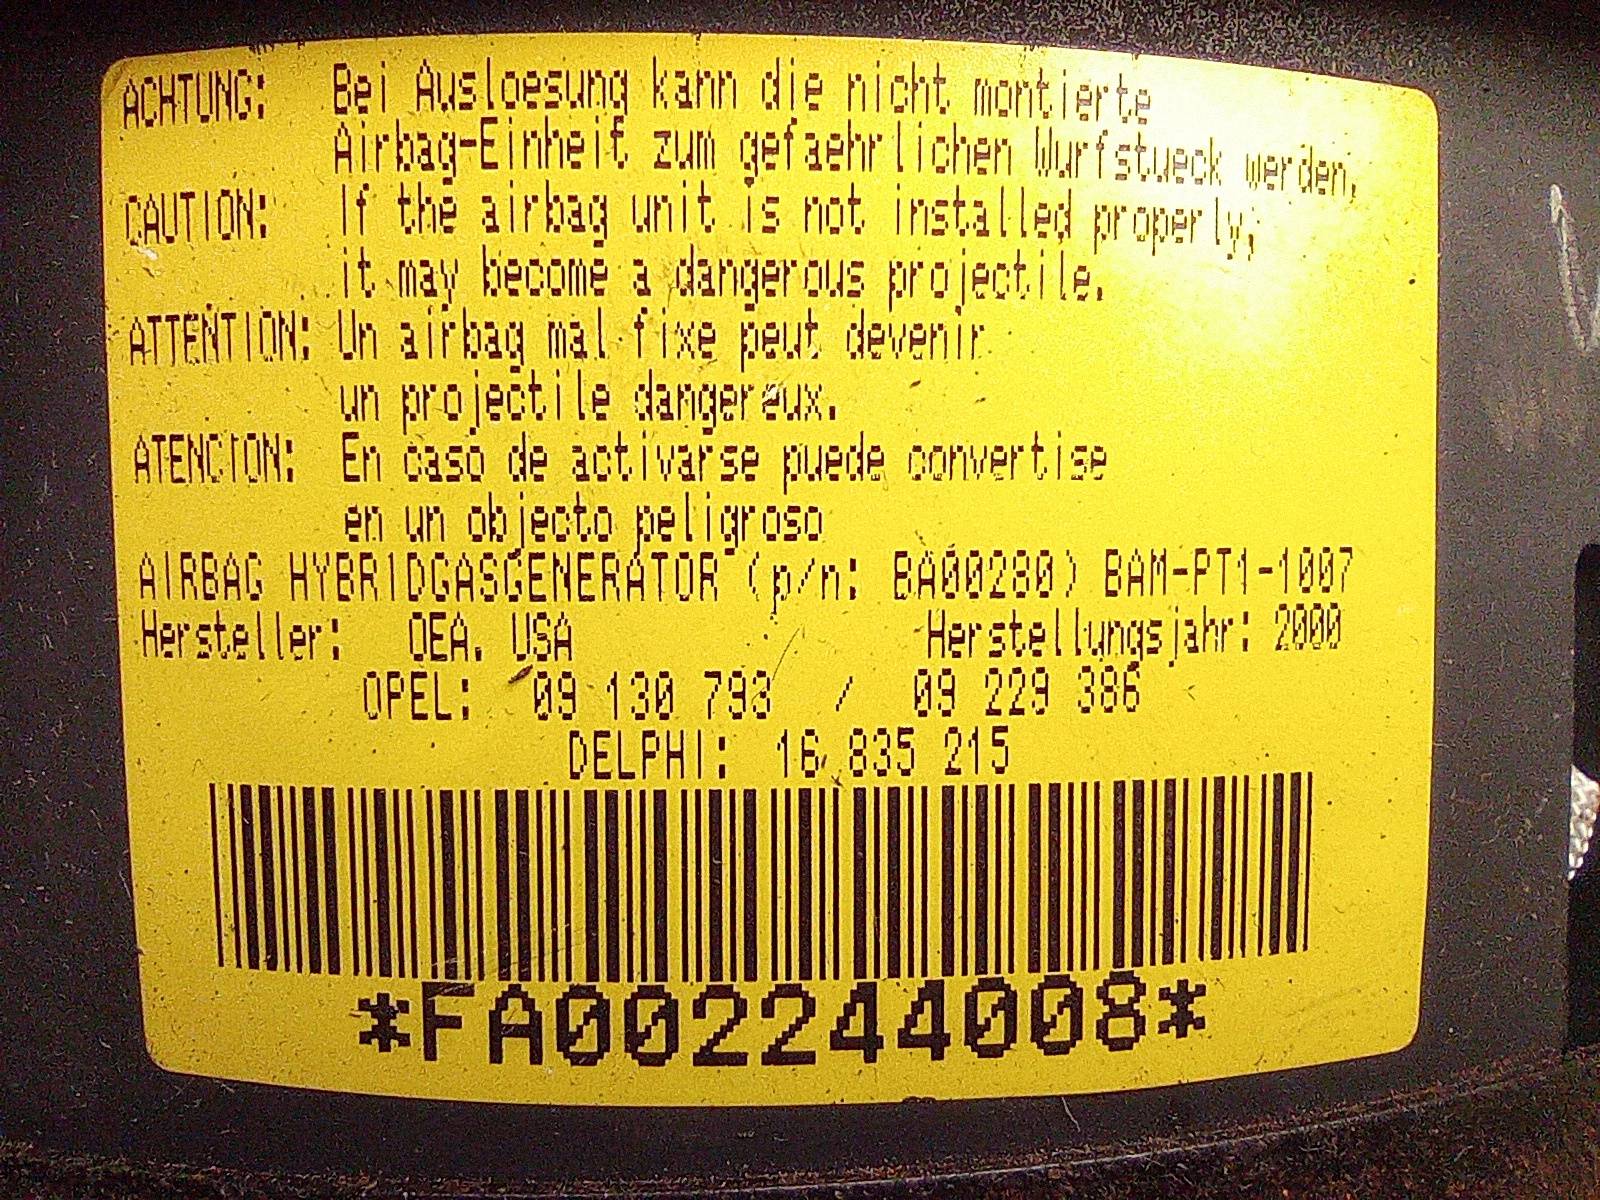 ACHTUNG: Bei Ausloesung kann die nicht montierte
Airbag-Einheit zum gefaehrlichen Wurfstueck werden,
CAUTION: If the airbag unit is not installed properly,
it may become a dangerous projectile.
ATTENTION: Un airbag mal fixe peut devenir
un projectile dangereux.
ATENCION: En caso de activarse puede convertise
en un objecto peligroso
AIRBAG HYBRIDGASGENERATOR (p/n: BA00280) BAM-PT1-1007
Hersteller: OEA. USA Herstellungsjahr: 2000
OPEL: 09 130 793 / 09 229 386
DELPHI: 16 835 215
*FA002244008*